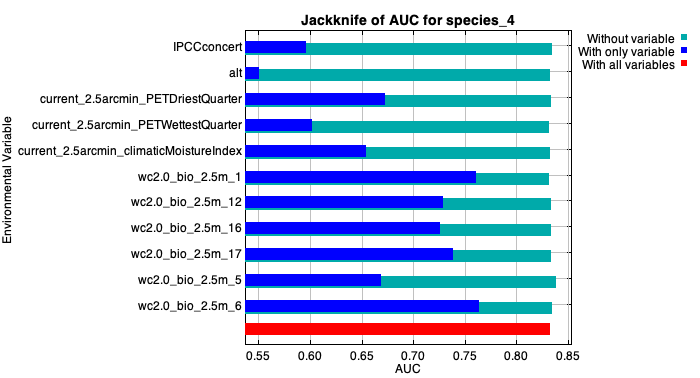 Jackknife of AUC for species_4
Without variable
With only variable
With all variables
Environmental Variable
IPCCconcert
alt
current_2.5arcmin_PETDriestQuarter
current_2.5arcmin_PETWettestQuarter
current_2.5arcmin_climaticMoistureIndex
wc2.0_bio_2.5m_1
wc2.0_bio_2.5m_12
wc2.0_bio_2.5m_16
wc2.0_bio_2.5m_17
wc2.0_bio_2.5m_5
wc2.0_bio_2.5m_6
0.55 0.60 0.65 0.70 0.75 0.80 0.85
AUC